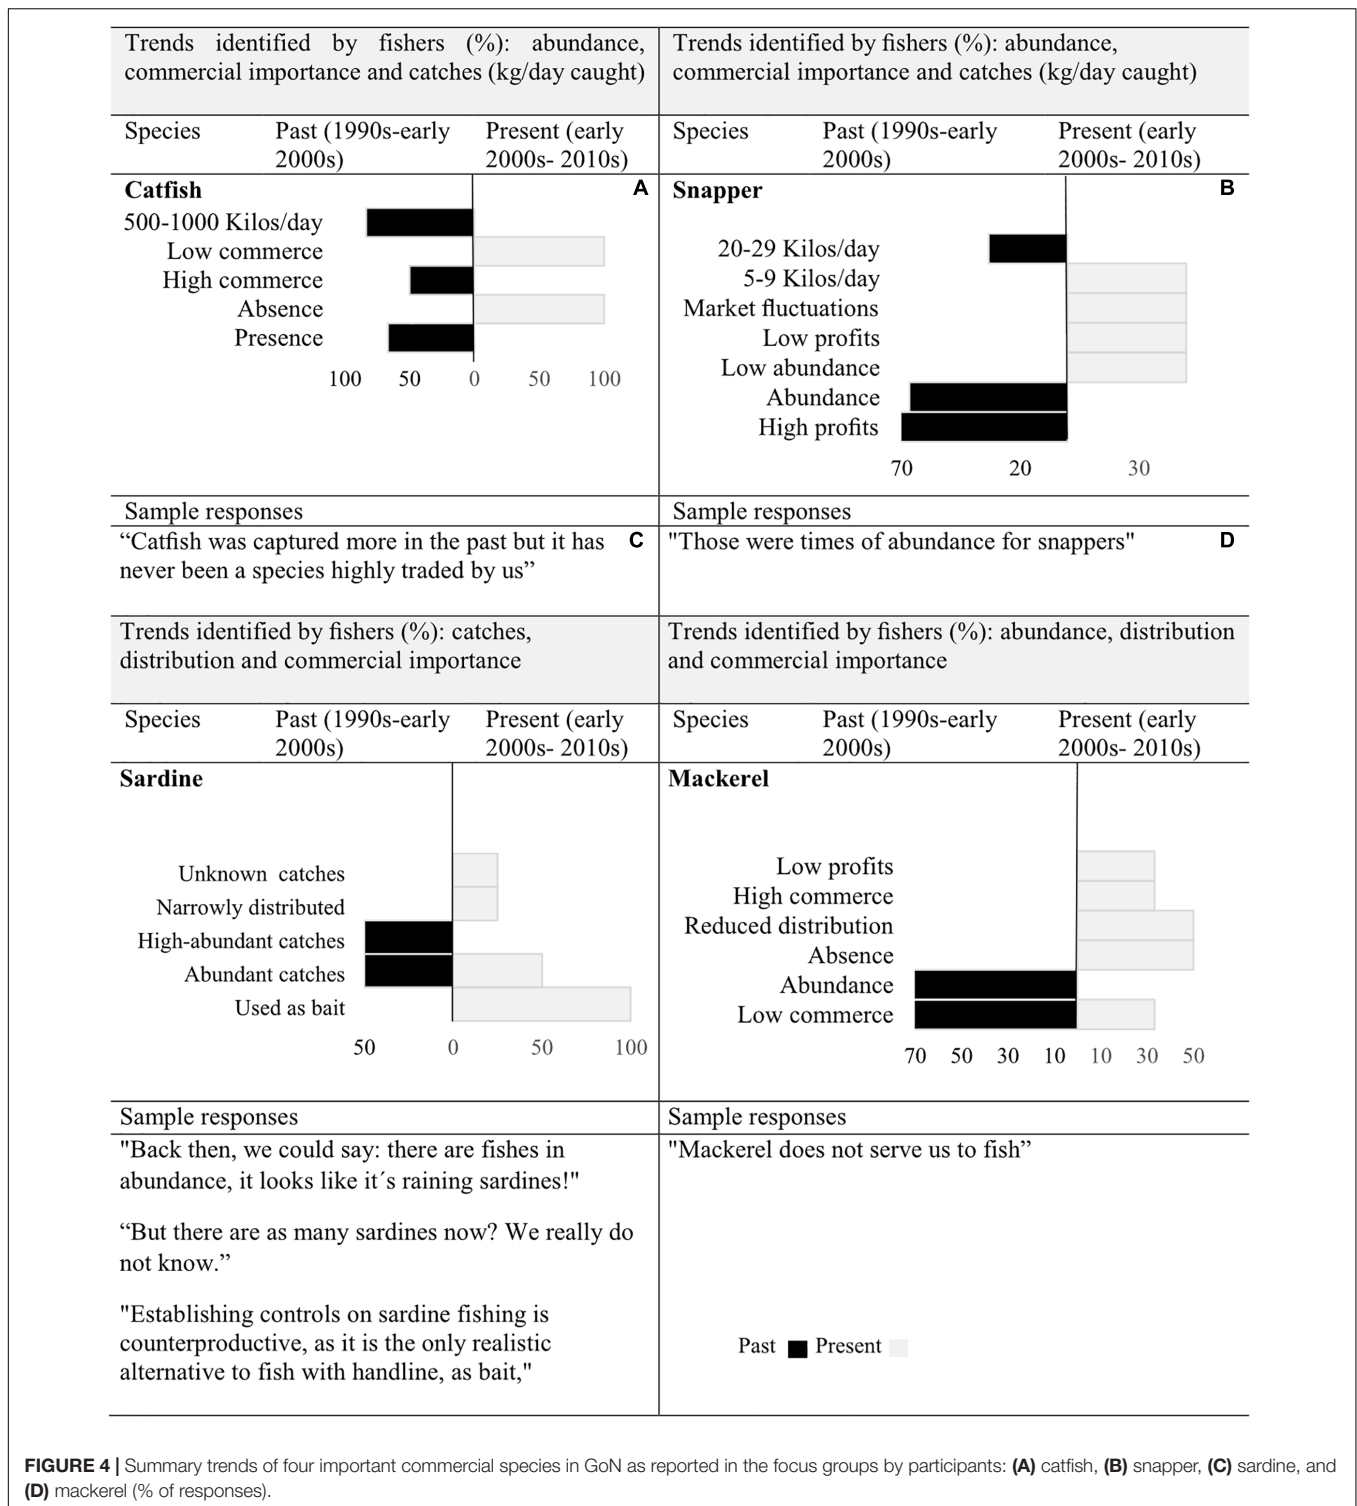 Trends identified by fishers (%): abundance,
commercial importance and catches (kg/day caught)
Trends identified by fishers (%): abundance,
commercial importance and catches (kg/day caught)
Species
Past (1990s-early
2000s)
Present (early
2000s- 2010s)
Species
Past (1990s-early
2000s)
Present (early
2000s- 2010s)
Catfish
A
500-1000 Kilos/day
Low commerce
High commerce
Absence
Presence
100 50 0 50 100
Snapper
B
20-29 Kilos/day
5-9 Kilos/day
Market fluctuations
Low profits
Low abundance
Abundance
High profits
70 20 30
Sample responses
“Catfish was captured more in the past but it has
never been a species highly traded by us”
C
Sample responses
"Those were times of abundance for snappers"
D
Trends identified by fishers (%): catches,
distribution and commercial importance
Trends identified by fishers (%): abundance, distribution
and commercial importance
Species
Past (1990s-early
2000s)
Present (early
2000s- 2010s)
Species
Past (1990s-early
2000s)
Present (early
2000s- 2010s)
Sardine
Unknown catches
Narrowly distributed
High-abundant catches
Abundant catches
Used as bait
50 0 50 100
Mackerel
Low profits
High commerce
Reduced distribution
Absence
Abundance
Low commerce
70 50 30 10 10 30 50
Sample responses
"Back then, we could say: there are fishes in
abundance, it looks like it´s raining sardines!"
“But there are as many sardines now? We really do
not know.”
"Establishing controls on sardine fishing is
counterproductive, as it is the only realistic
alternative to fish with handline, as bait,"
Sample responses
"Mackerel does not serve us to fish”
Past Present
FIGURE 4 | Summary trends of four important commercial species in GoN as reported in the focus groups by participants: (A) catfish, (B) snapper, (C) sardine, and
(D) mackerel (% of responses).